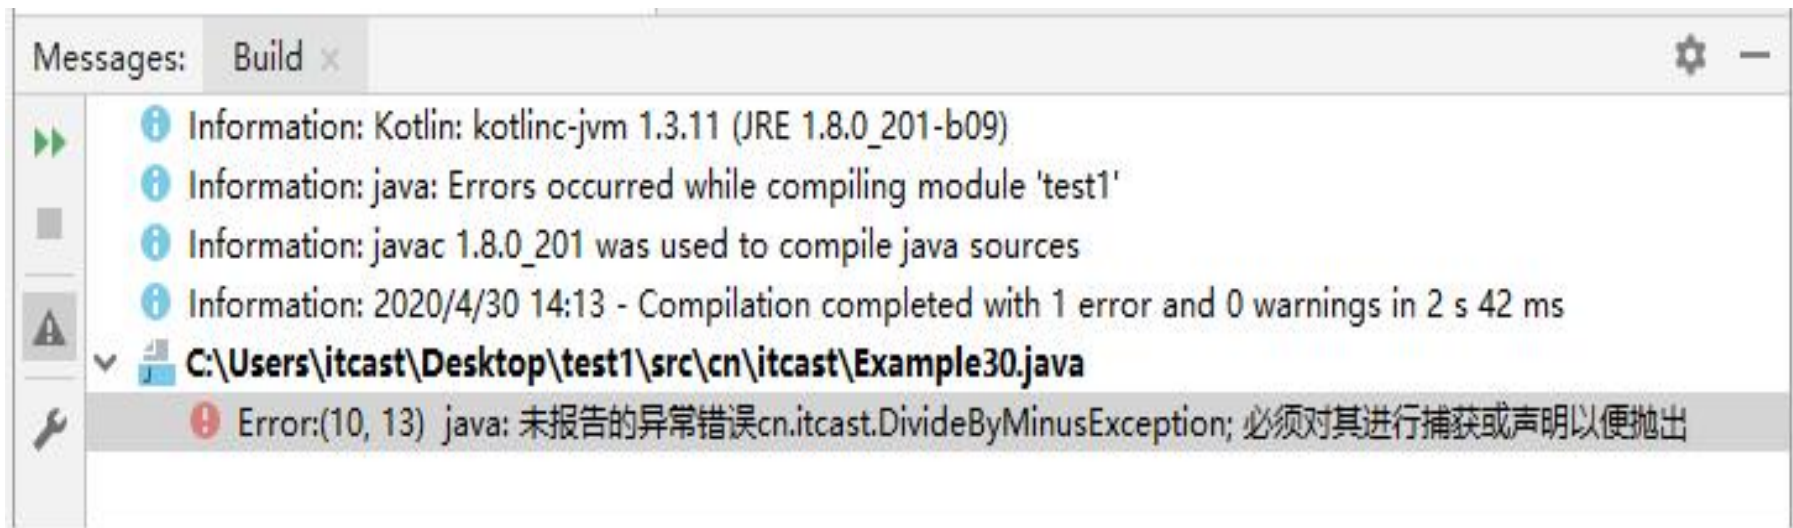 Messages: Build ×
Information: Kotlin: kotlinc-jvm 1.3.11 (JRE 1.8.0_201-b09)
Information: java: Errors occurred while compiling module 'test1'
Information: javac 1.8.0_201 was used to compile java sources
Information: 2020/4/30 14:13 - Compilation completed with 1 error and 0 warnings in 2 s 42 ms
C:\Users\itcast\Desktop\test1\src\cn\itcast\Example30.java
Error:(10, 13) java: 未报告的异常错误cn.itcast.DivideByMinusException; 必须对其进行捕获或声明以便抛出